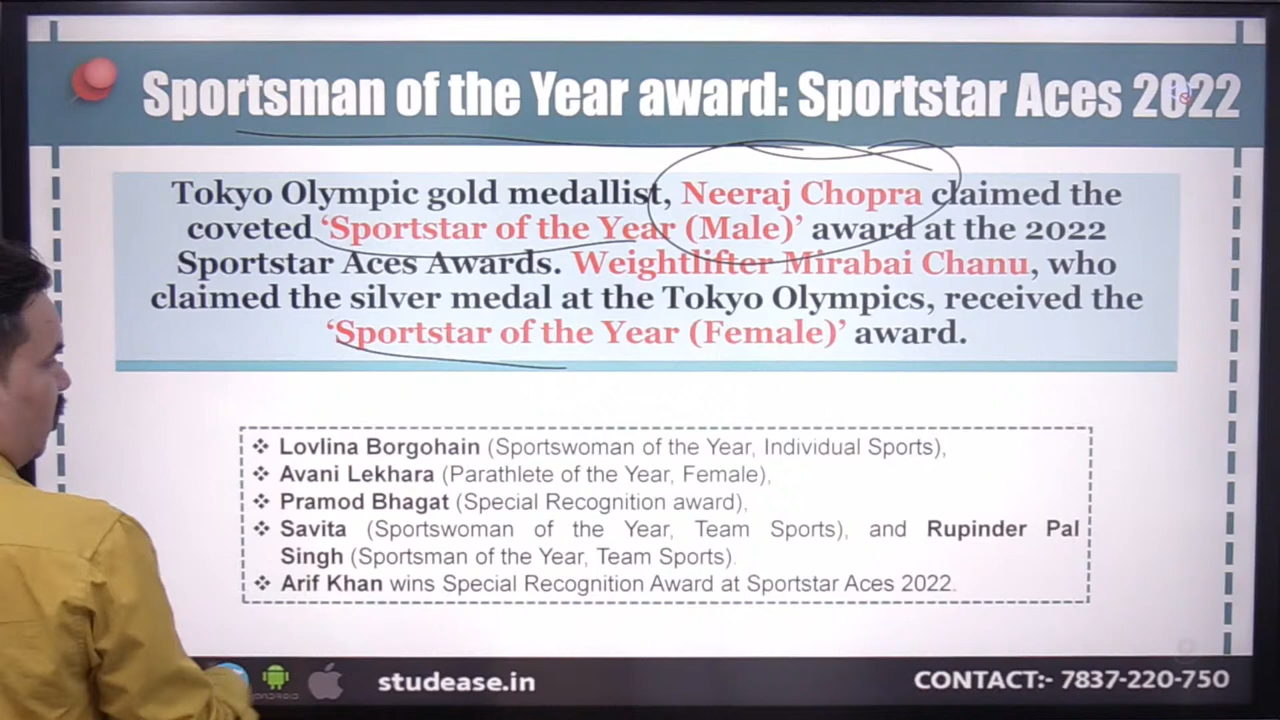 Sportsman of the Year award: Sportstar Aces 2022
Tokyo Olympic gold medallist, Neeraj Chopra claimed the
coveted ‘Sportstar of the Year (Male)’ award at the 2022
Sportstar Aces Awards. Weightlifter Mirabai Chanu, who
claimed the silver medal at the Tokyo Olympics, received the
‘Sportstar of the Year (Female)’ award.
❖ Lovlina Borgohain (Sportswoman of the Year, Individual Sports),
❖ Avani Lekhara (Parathlete of the Year, Female),
❖ Pramod Bhagat (Special Recognition award),
❖ Savita (Sportswoman of the Year, Team Sports), and Rupinder Pal
Singh (Sportsman of the Year, Team Sports).
❖ Arif Khan wins Special Recognition Award at Sportstar Aces 2022.
ANDROID
studease.in
CONTACT:- 7837-220-750